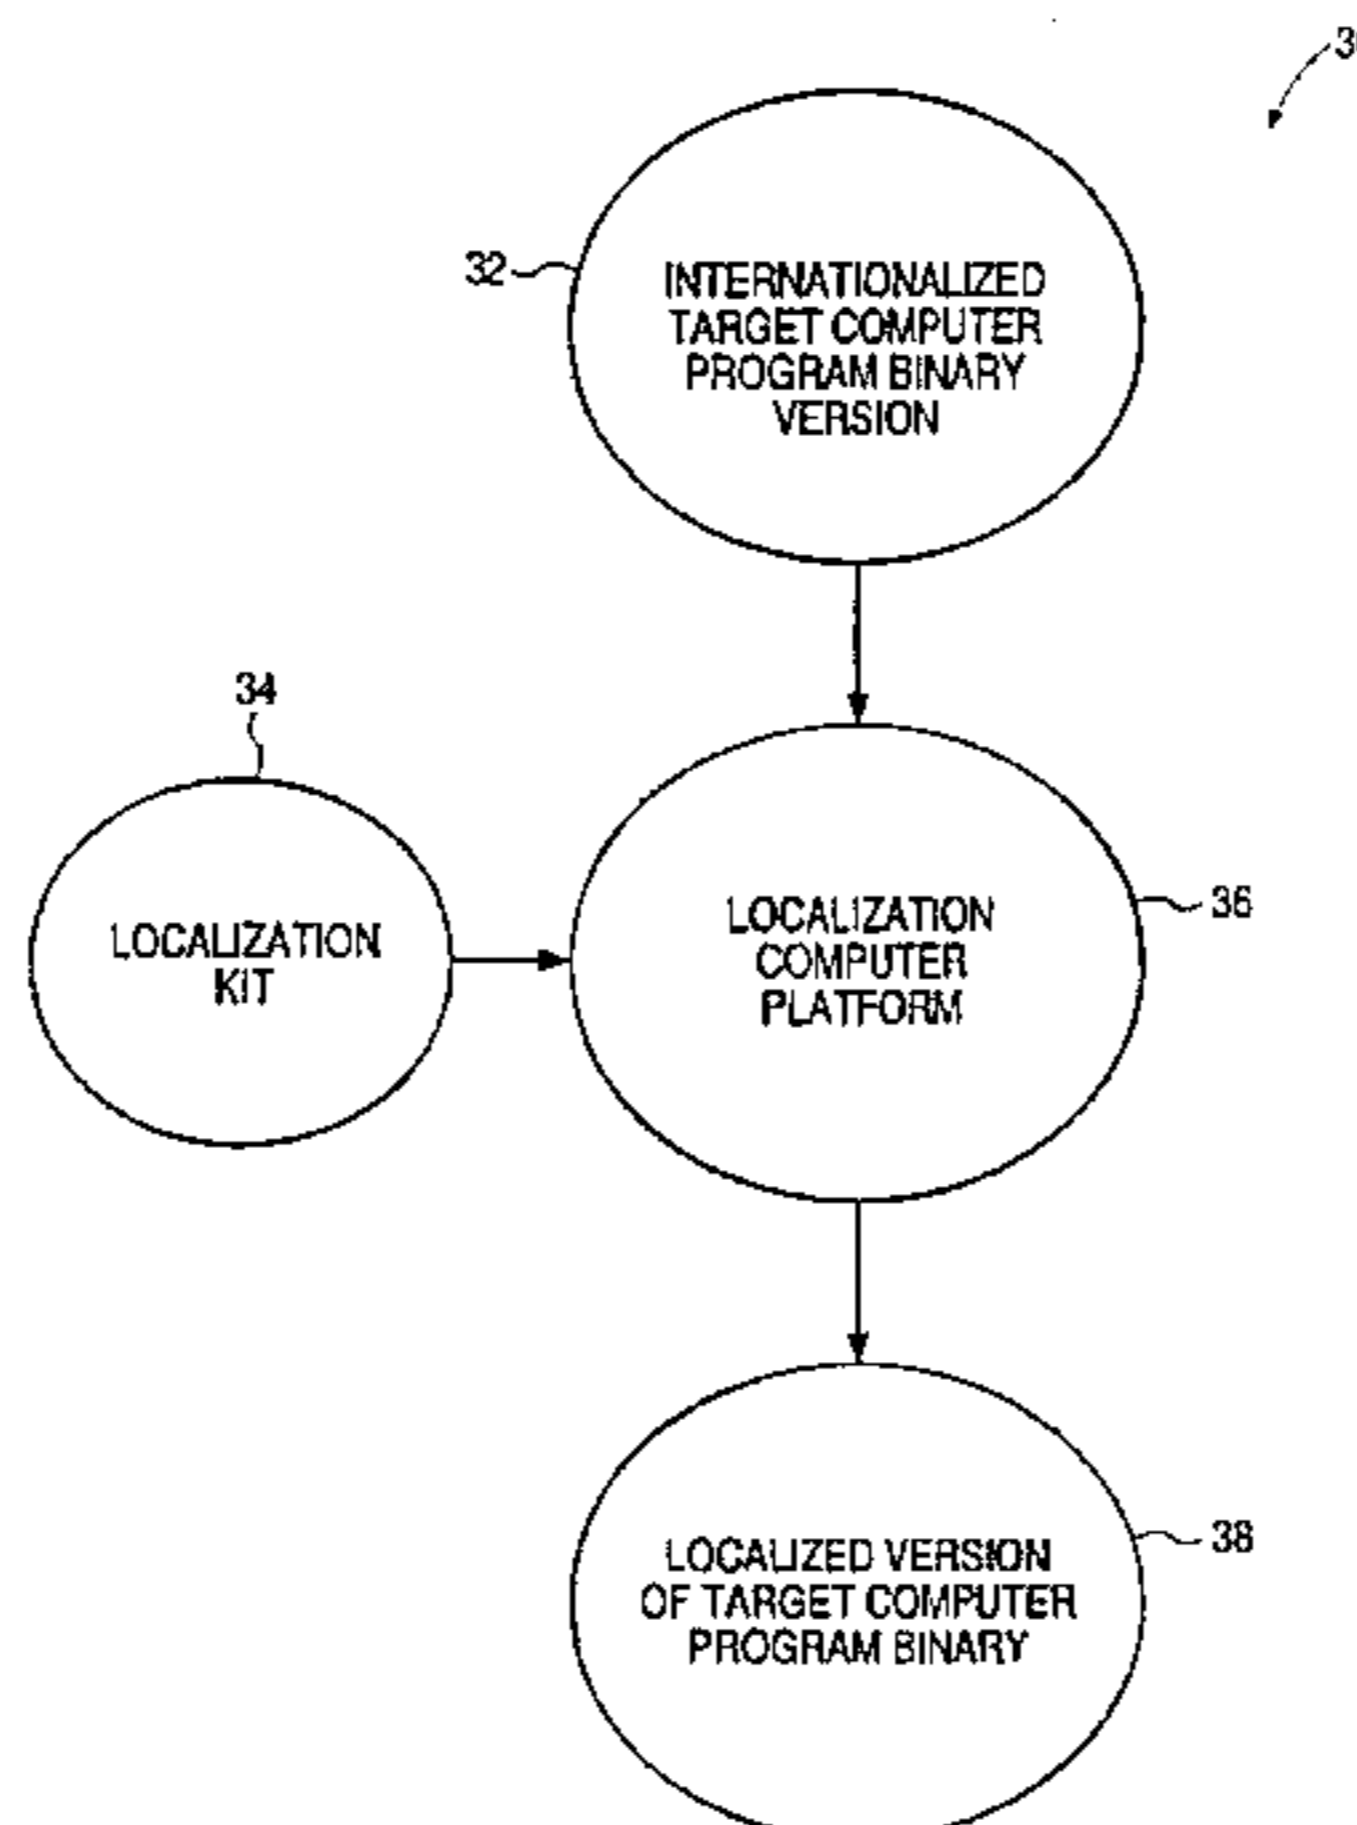 32
INTERNATIONALIZED
TARGET COMPUTER
PROGRAM BINARY
VERSION
34
LOCALIZATION
KIT
LOCALIZATION
COMPUTER
PLATFORM
36
LOCALIZED VERSION
OF TARGET COMPUTER
PROGRAM BINARY
38